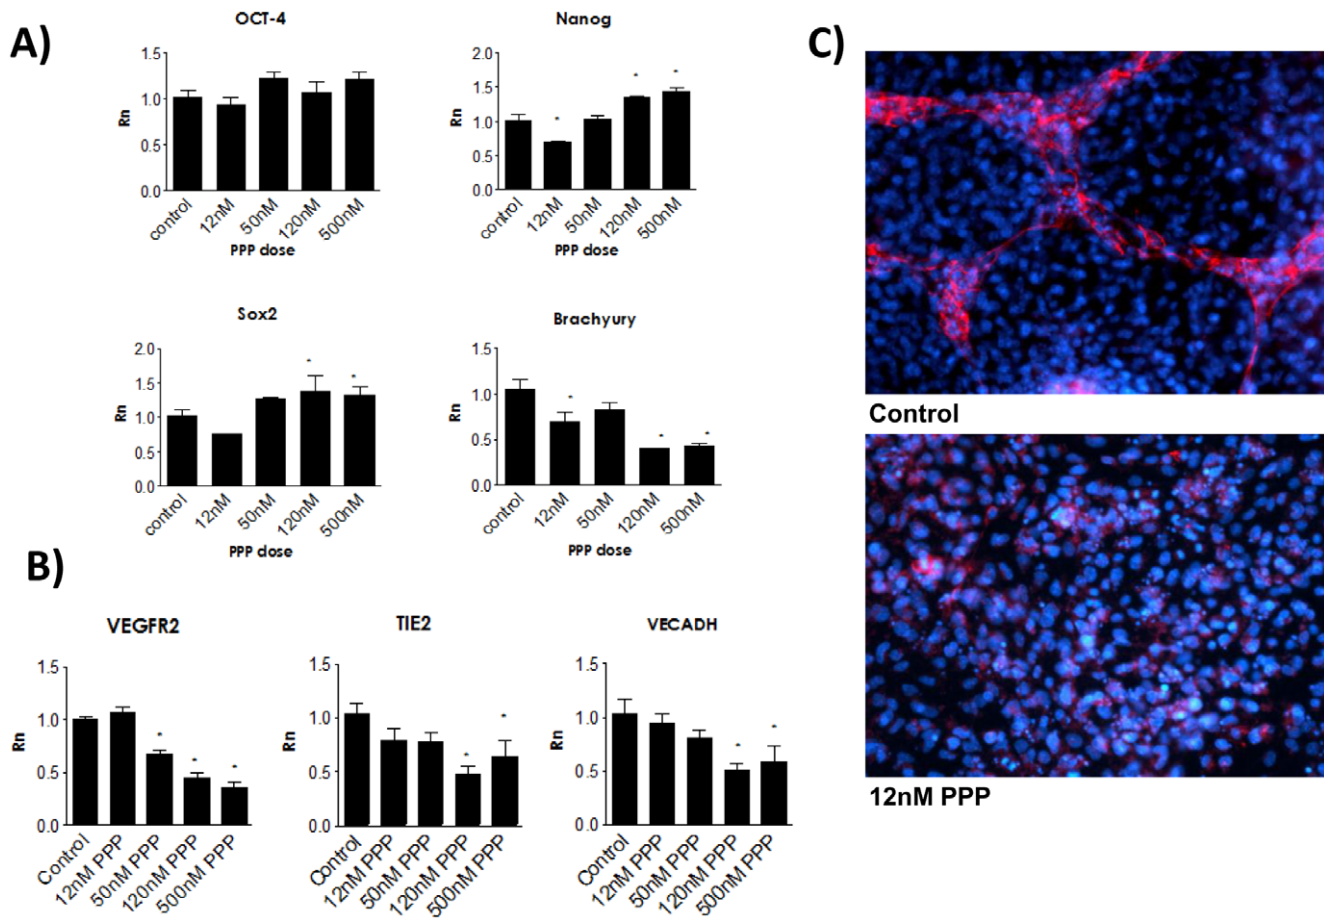 A)
OCT-4
Rn
1.5
1.0
0.5
0.0
control
12nM
50nM
120nM
500nM
PPP dose
Nanog
Rn
2.0
1.5
1.0
0.5
0.0
*
*
*
control
12nM
50nM
120nM
500nM
PPP dose
Sox2
Rn
2.0
1.5
1.0
0.5
0.0
*
*
control
12nM
50nM
120nM
500nM
PPP dose
Brachyury
Rn
1.5
1.0
0.5
0.0
*
*
*
control
12nM
50nM
120nM
500nM
PPP dose
B)
VEGFR2
Rn
1.5
1.0
0.5
0.0
*
*
*
Control
12nM PPP
50nM PPP
120nM PPP
500nM PPP
TIE2
Rn
1.5
1.0
0.5
0.0
*
*
Control
12nM PPP
50nM PPP
120nM PPP
500nM PPP
VECADH
Rn
1.5
1.0
0.5
0.0
*
*
Control
12nM PPP
50nM PPP
120nM PPP
500nM PPP
C)
Control
12nM PPP